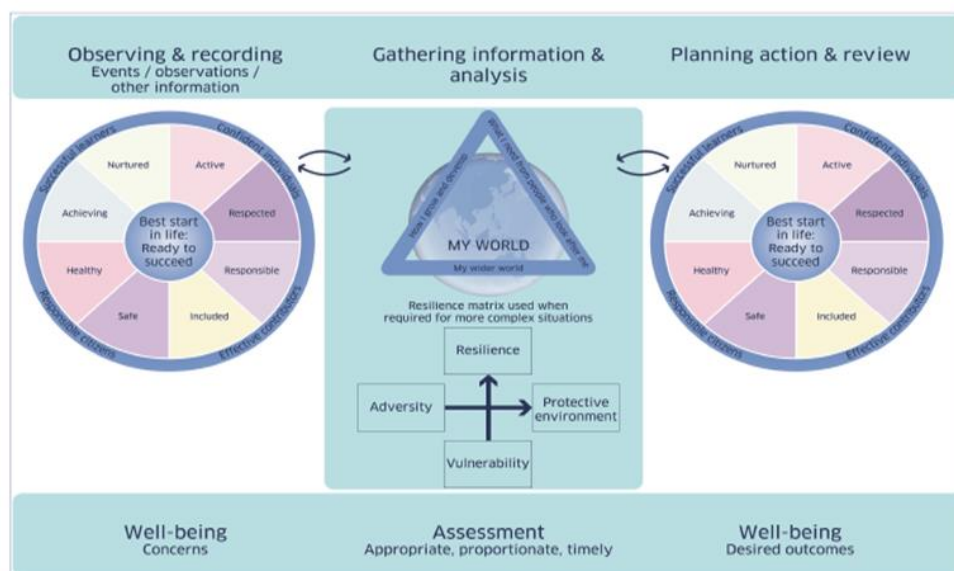 Observing & recording
Events / observations /
other information
Gathering information &
analysis
Planning action & review
Successful learners
Confident individuals
Nurtured
Active
Achieving
Respected
Best start
in life:
Ready to
succeed
Healthy
Responsible
Safe
Included
Responsible citizens
Effective contributors
How I grow and develop
What I need from people who look after me
MY WORLD
My wider world
Resilience matrix used when
required for more complex situations
Resilience
Adversity
Protective
environment
Vulnerability
Successful learners
Confident individuals
Nurtured
Active
Achieving
Respected
Best start
in life:
Ready to
succeed
Healthy
Responsible
Safe
Included
Responsible citizens
Effective contributors
Well-being
Concerns
Assessment
Appropriate, proportionate, timely
Well-being
Desired outcomes